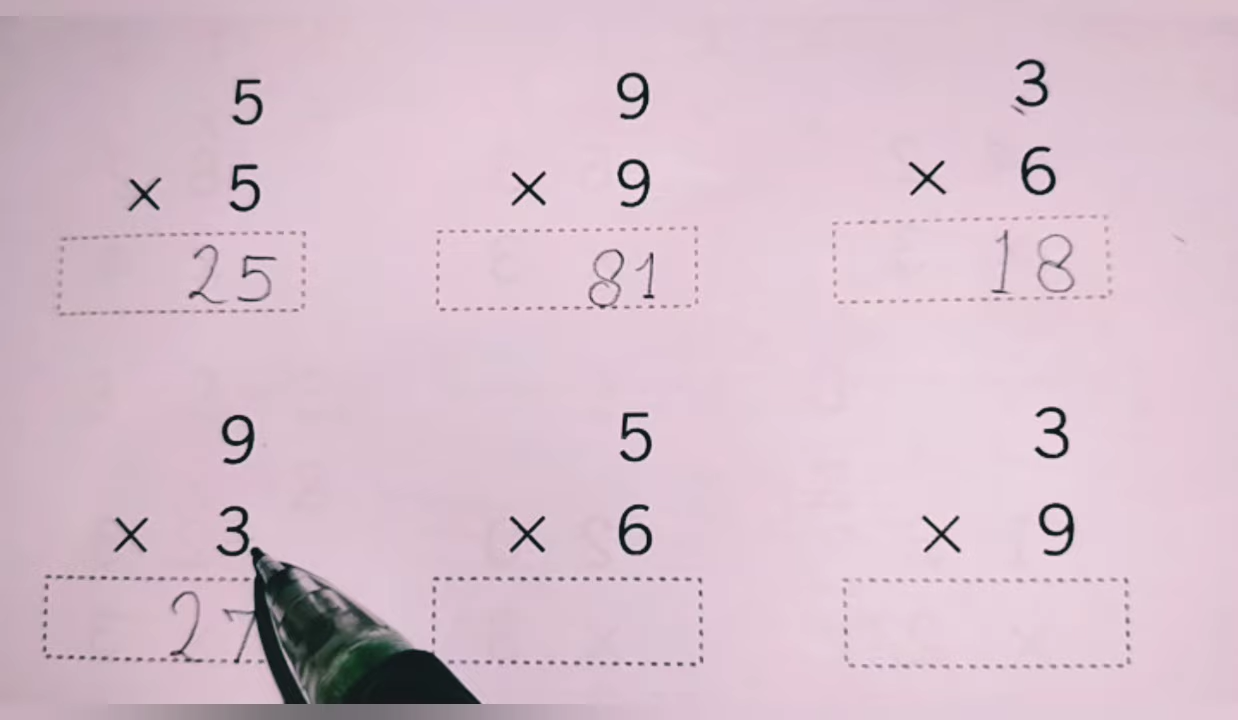 5 9 3
× 5 × 9 × 6
25 81 18
9 5 3
× 3 × 6 × 9
27